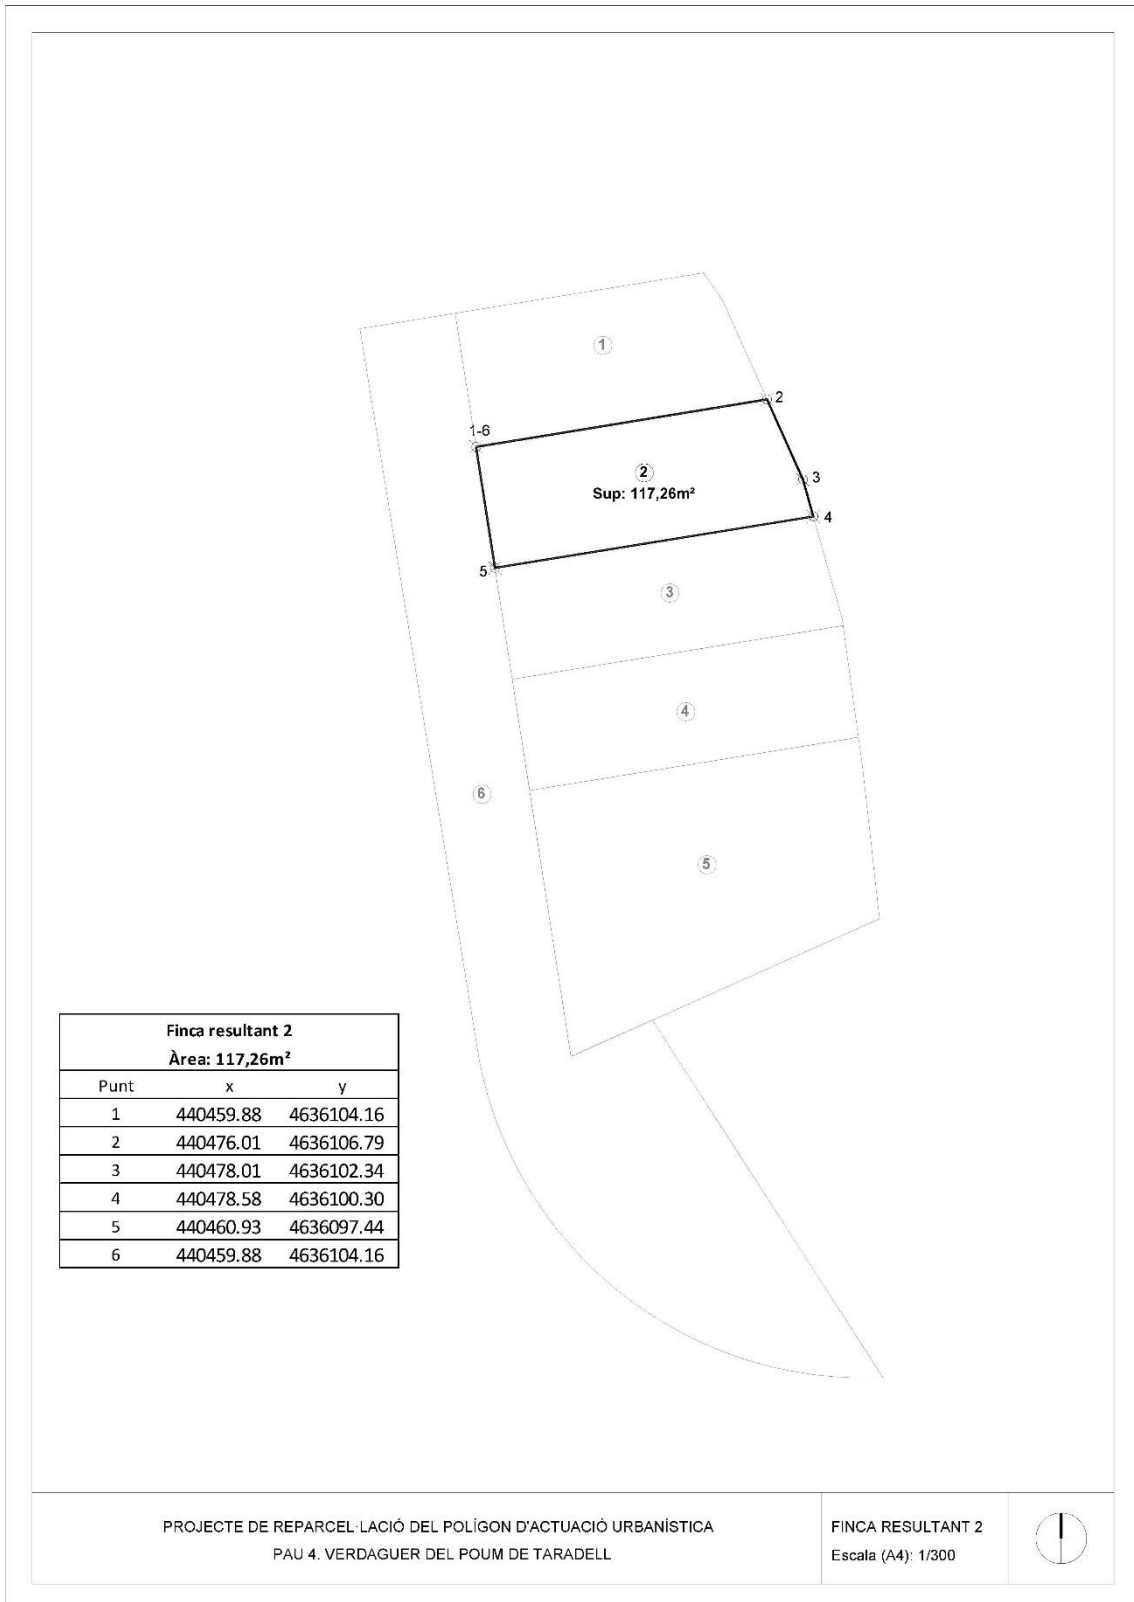 1
2
1-6
2
Sup: 117,26m²
3
4
5
3
4
6
5
Finca resultant 2
Àrea: 117,26m²
Punt x y
1 440459.88 4636104.16
2 440476.01 4636106.79
3 440478.01 4636102.34
4 440478.58 4636100.30
5 440460.93 4636097.44
6 440459.88 4636104.16
PROJECTE DE REPARCEL·LACIÓ DEL POLÍGON D'ACTUACIÓ URBANÍSTICA
PAU 4. VERDAGUER DEL POUM DE TARADELL
FINCA RESULTANT 2
Escala (A4): 1/300